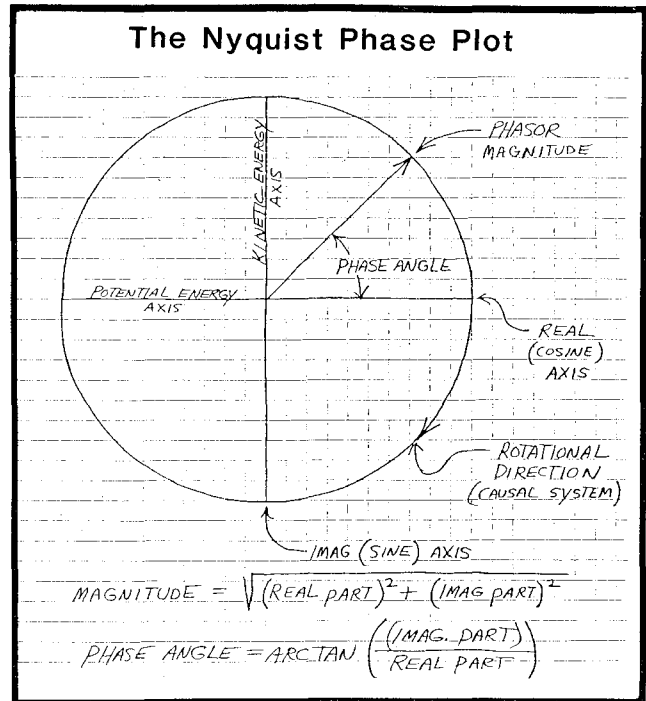 The Nyquist Phase Plot
PHASOR
MAGNITUDE
KINETIC ENERGY
AXIS
PHASE ANGLE
POTENTIAL ENERGY
AXIS
REAL
(COSINE)
AXIS
ROTATIONAL
DIRECTION
(CAUSAL SYSTEM)
IMAG (SINE) AXIS
MAGNITUDE = √(REAL PART)² + (IMAG PART)²
PHASE ANGLE = ARCTAN ((IMAG. PART) / REAL PART)